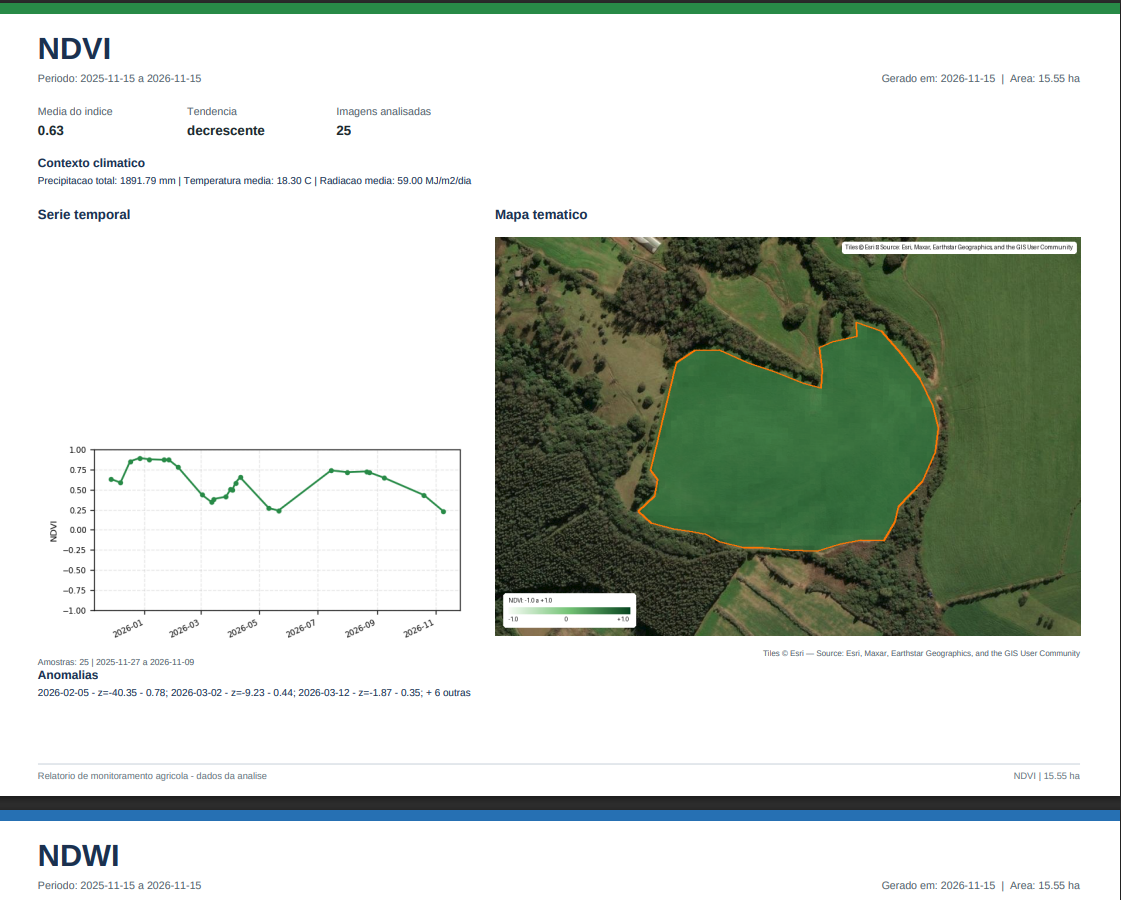 NDVI
Periodo: 2025-11-15 a 2026-11-15
Gerado em: 2026-11-15 | Area: 15.55 ha
Media do indice
Tendencia
Imagens analisadas
0.63
decrescente
25
Contexto climatico
Precipitacao total: 1891.79 mm | Temperatura media: 18.30 C | Radiacao media: 59.00 MJ/m2/dia
Serie temporal
1.00
0.75
0.50
0.25
0.00
−0.25
−0.50
−0.75
−1.00
NDVI
2026-01
2026-03
2026-05
2026-07
2026-09
2026-11
Amostras: 25 | 2025-11-27 a 2026-11-09
Mapa tematico
Tiles © Esri — Source: Esri, Maxar, Earthstar Geographics, and the GIS User Community
NDVI: -1.0 a +1.0
-1.0
0
+1.0
Tiles © Esri — Source: Esri, Maxar, Earthstar Geographics, and the GIS User Community
Anomalias
2026-02-05 - z=-40.35 - 0.78; 2026-03-02 - z=-9.23 - 0.44; 2026-03-12 - z=-1.87 - 0.35; + 6 outras
Relatorio de monitoramento agricola - dados da analise
NDVI | 15.55 ha
NDWI
Periodo: 2025-11-15 a 2026-11-15
Gerado em: 2026-11-15 | Area: 15.55 ha